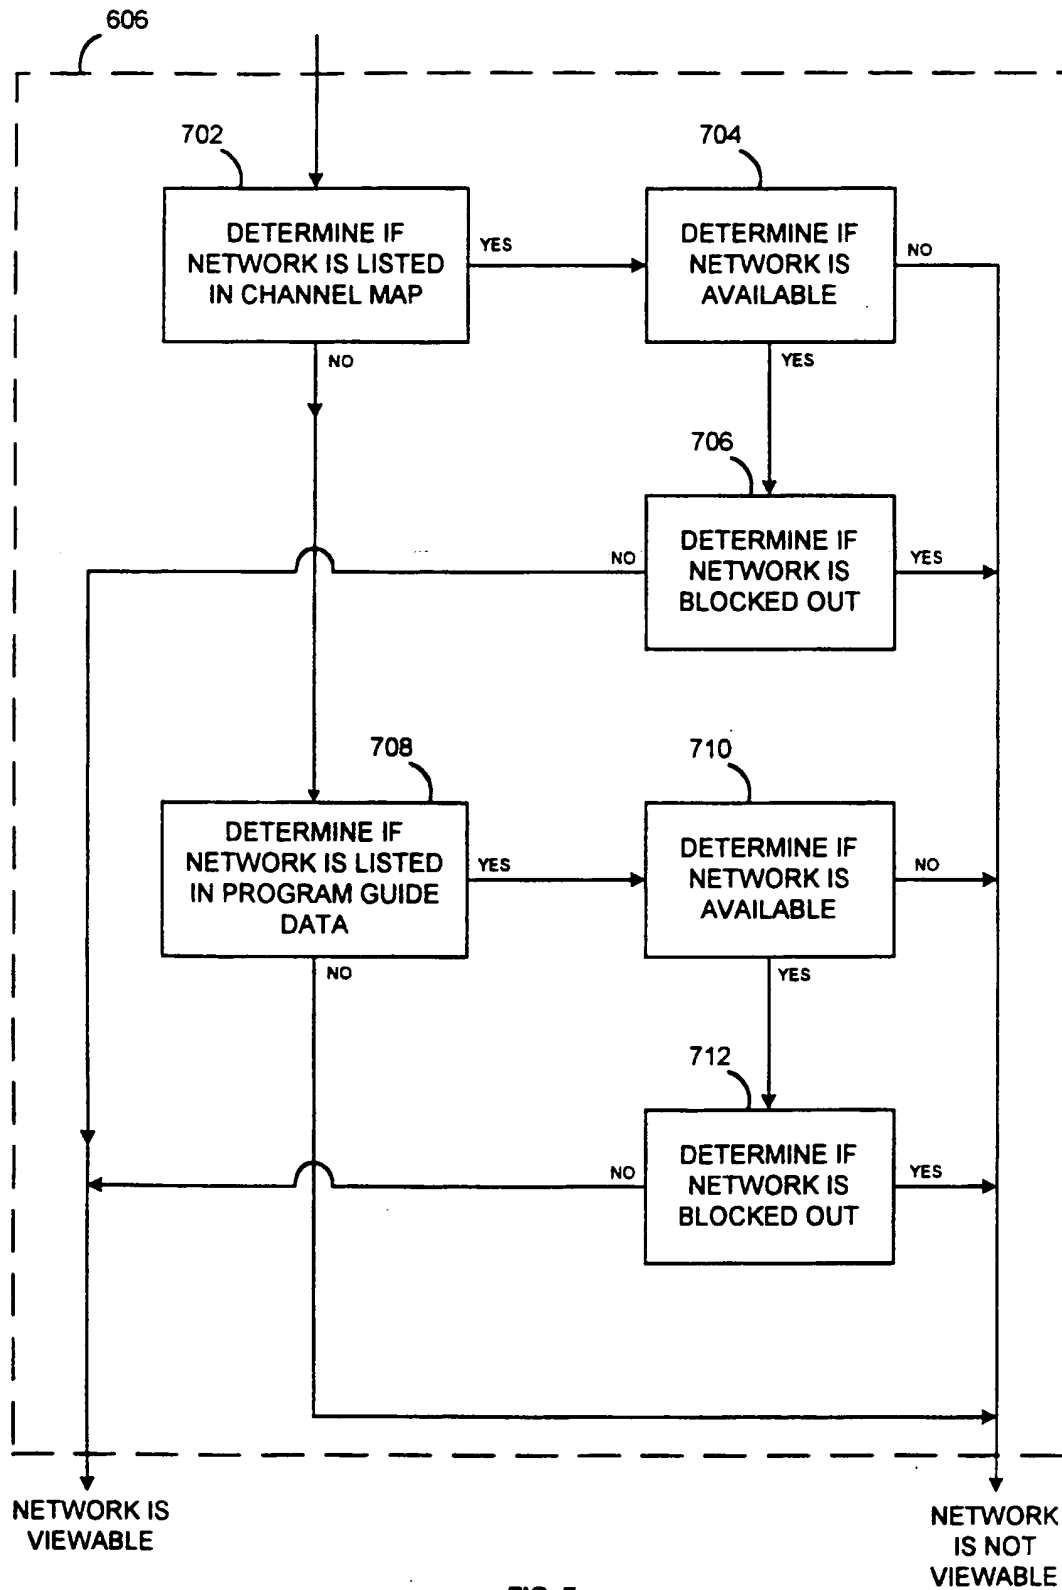 606
702
704
DETERMINE IF
NETWORK IS LISTED
IN CHANNEL MAP
YES
DETERMINE IF
NETWORK IS
AVAILABLE
NO
NO
YES
706
DETERMINE IF
NETWORK IS
BLOCKED OUT
NO
YES
708
710
DETERMINE IF
NETWORK IS LISTED
IN PROGRAM GUIDE
DATA
YES
DETERMINE IF
NETWORK IS
AVAILABLE
NO
NO
YES
712
DETERMINE IF
NETWORK IS
BLOCKED OUT
NO
YES
NETWORK IS
VIEWABLE
NETWORK
IS NOT
VIEWABLE